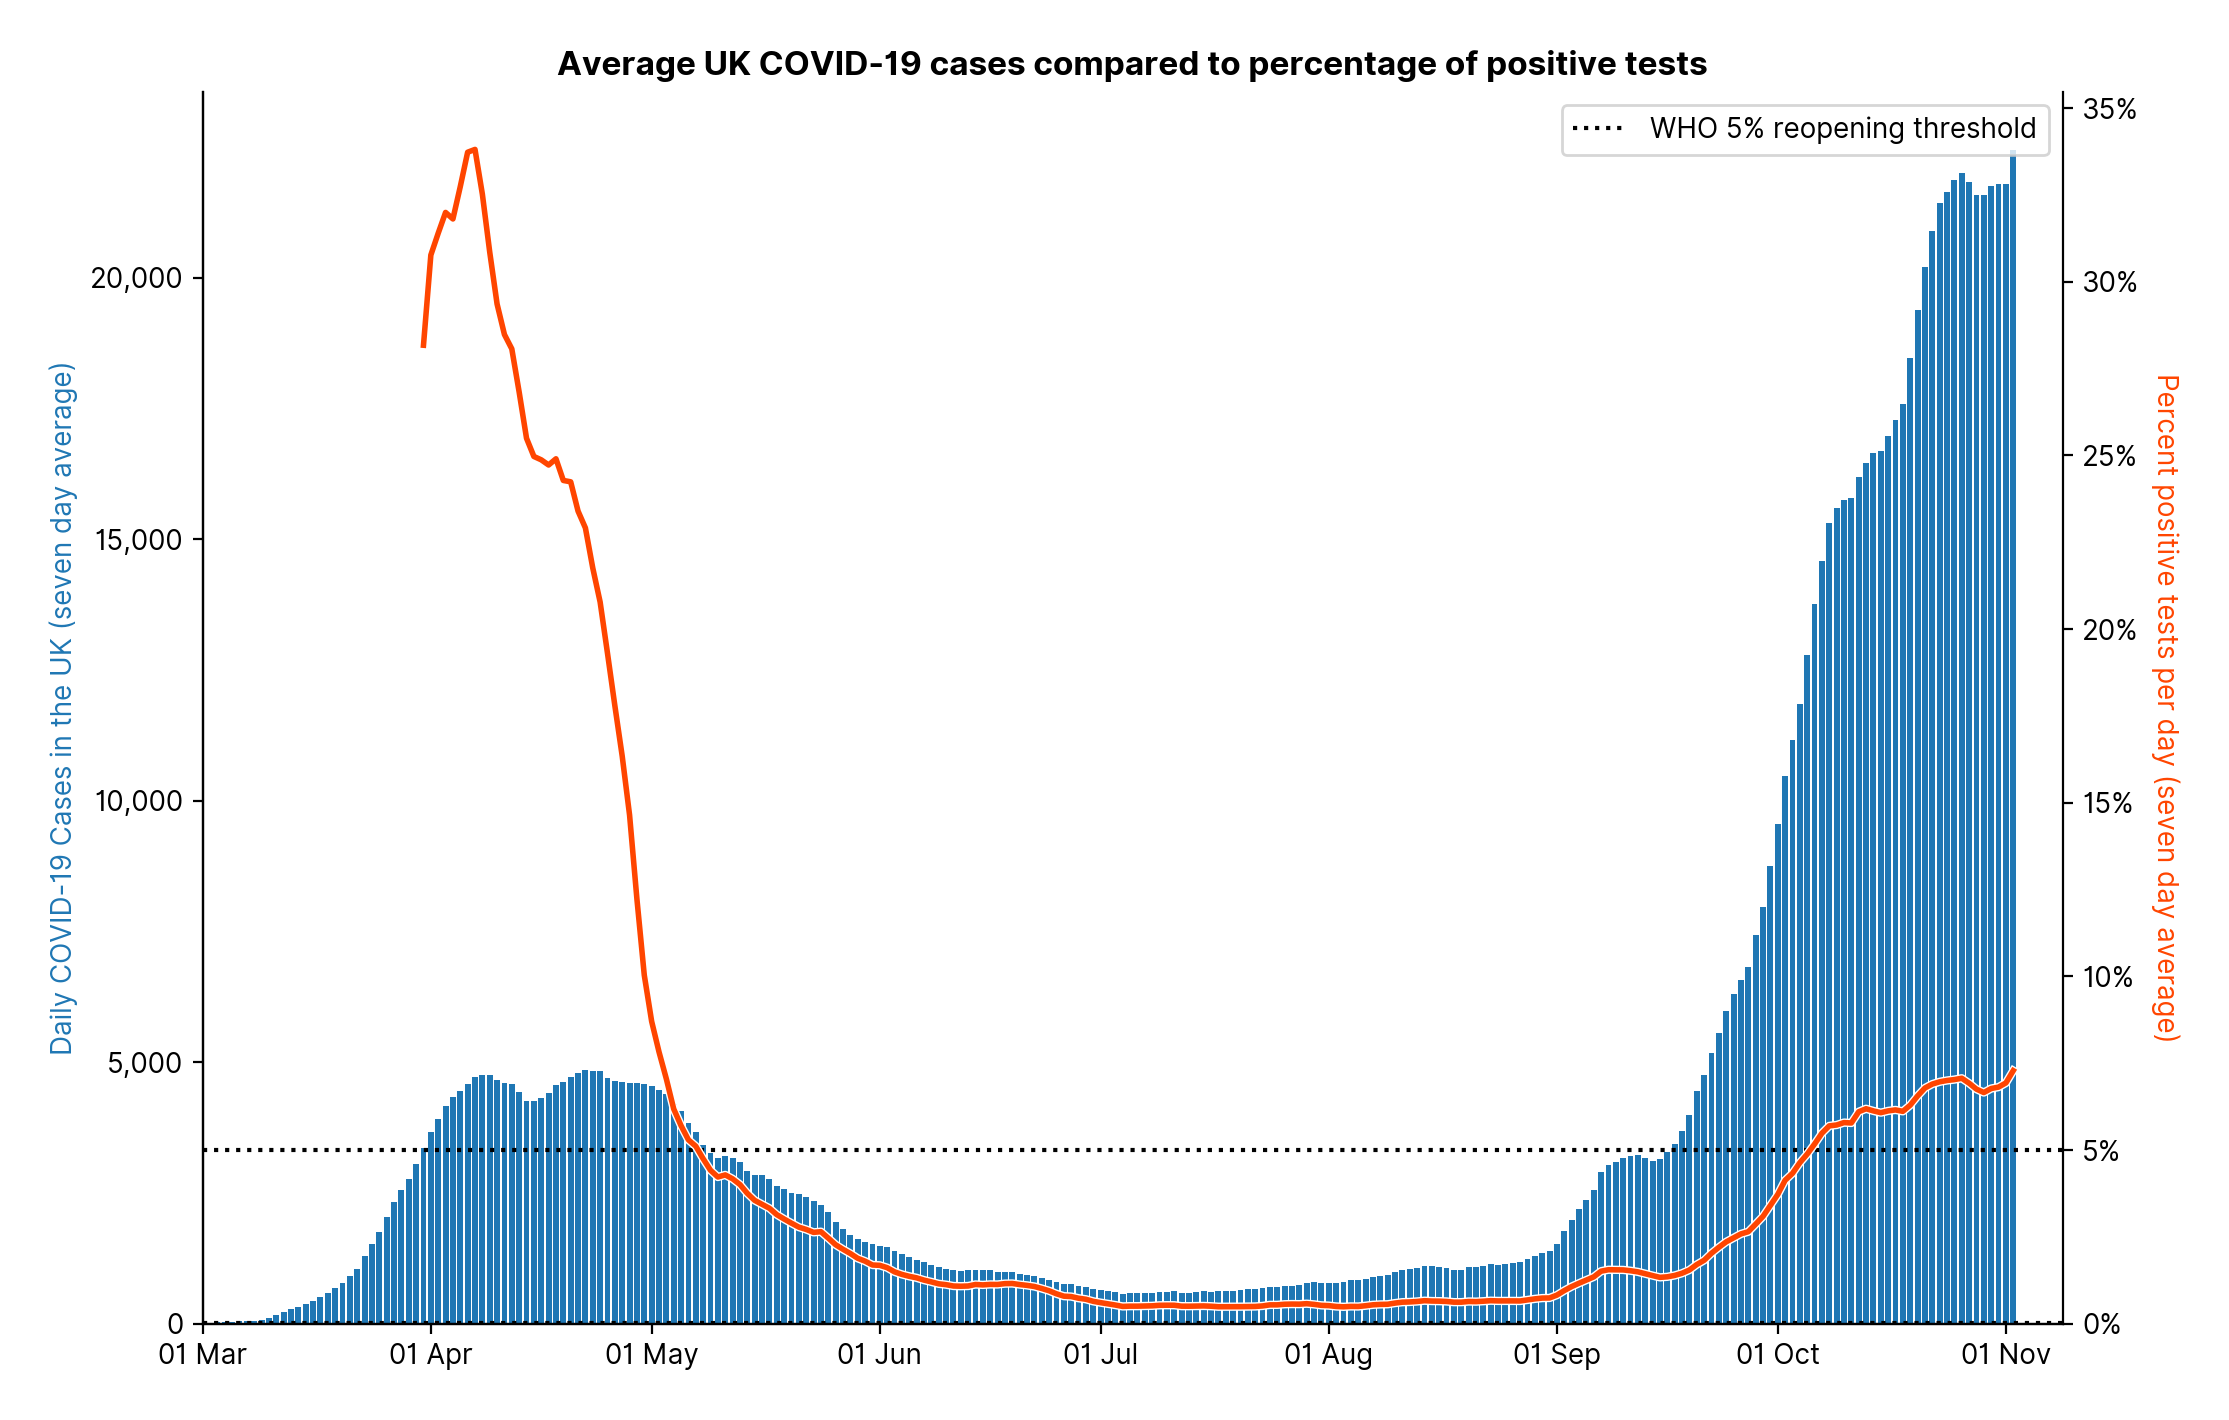 Average UK COVID-19 cases compared to percentage of positive tests
WHO 5% reopening threshold
Daily COVID-19 Cases in the UK (seven day average)
20,000
15,000
10,000
5,000
0
35%
30%
25%
20%
15%
10%
5%
0%
Percent positive tests per day (seven day average)
01 Mar
01 Apr
01 May
01 Jun
01 Jul
01 Aug
01 Sep
01 Oct
01 Nov